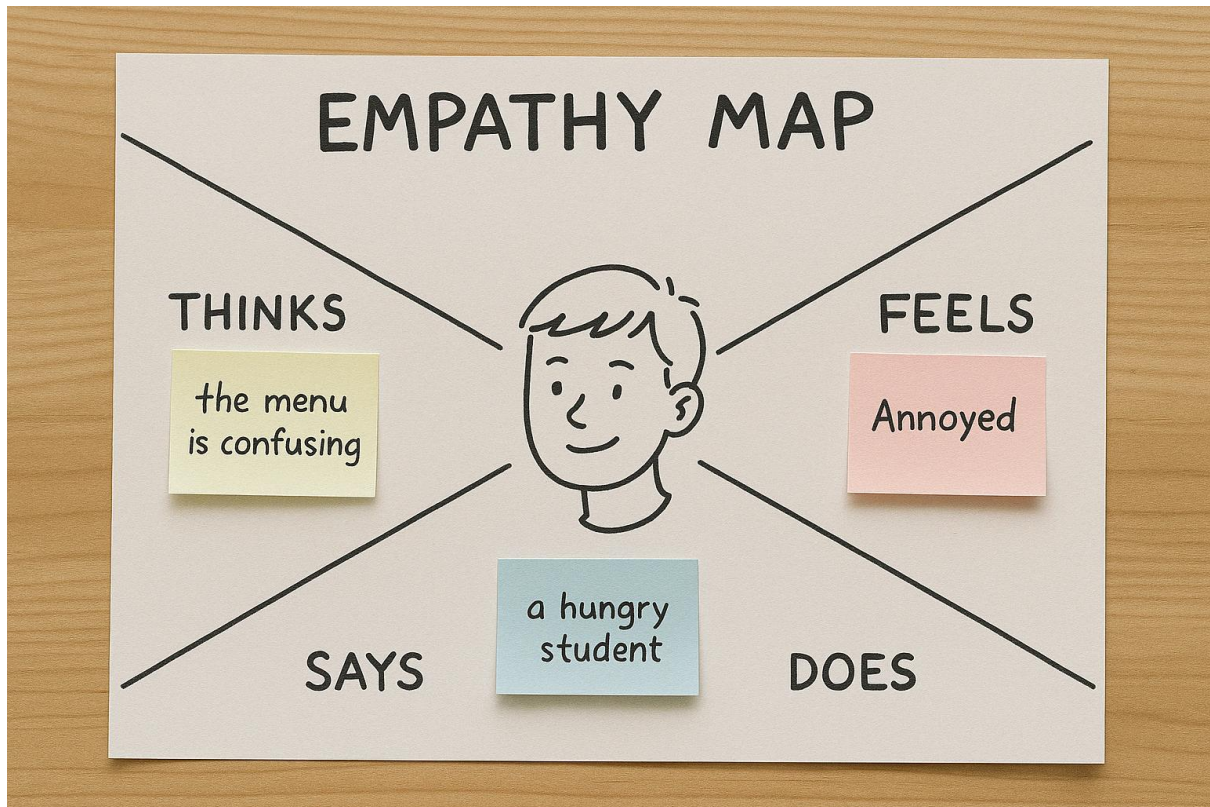 EMPATHY MAP
THINKS
the menu
is confusing
FEELS
Annoyed
a hungry
student
SAYS
DOES